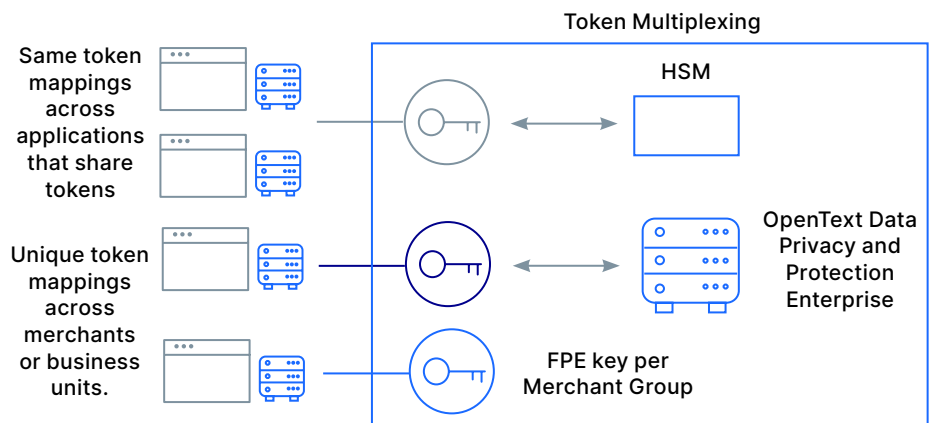 Token Multiplexing
Same token
mappings
across
applications
that share
tokens
HSM
Unique token
mappings
across
merchants
or business
units.
OpenText Data
Privacy and
Protection
Enterprise
FPE key per
Merchant Group